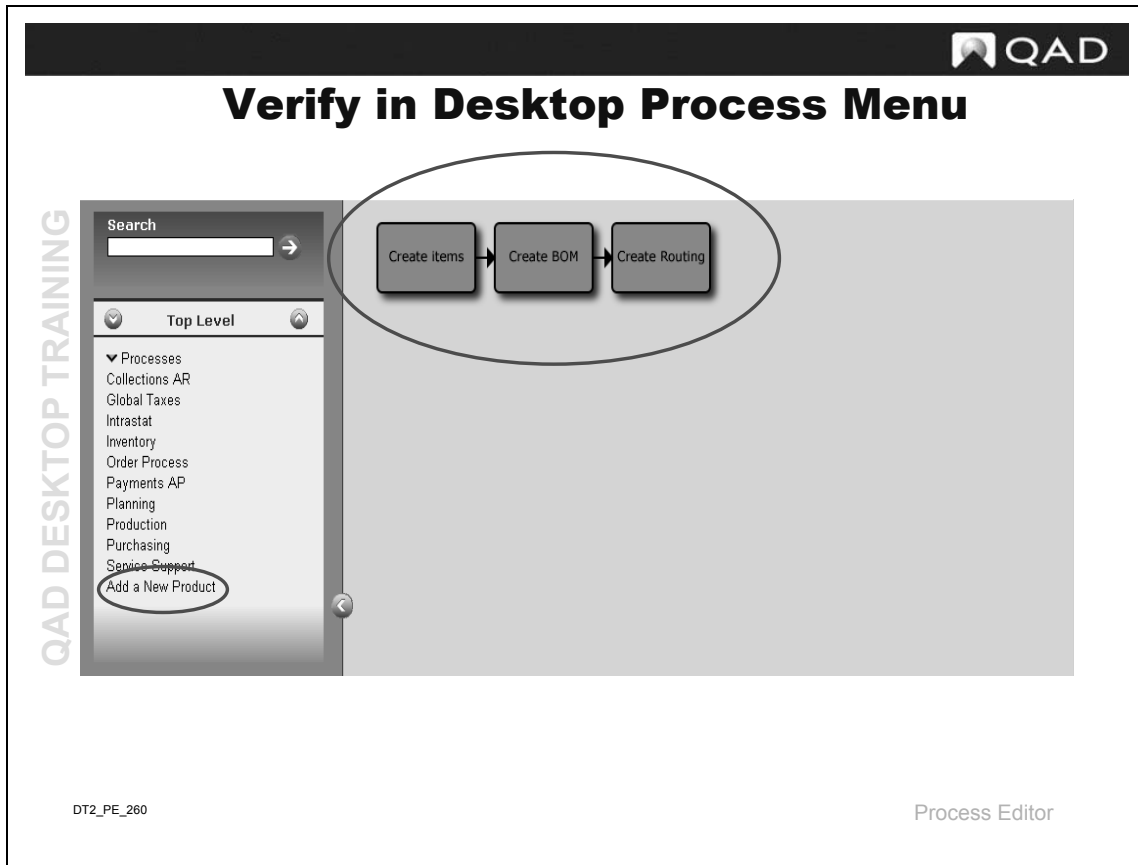 QAD
Verify in Desktop Process Menu
QAD DESKTOP TRAINING
Search
Top Level
Processes
Collections AR
Global Taxes
Intrastat
Inventory
Order Process
Payments AP
Planning
Production
Purchasing
Service Support
Add a New Product
Create items
Create BOM
Create Routing
DT2_PE_260
Process Editor